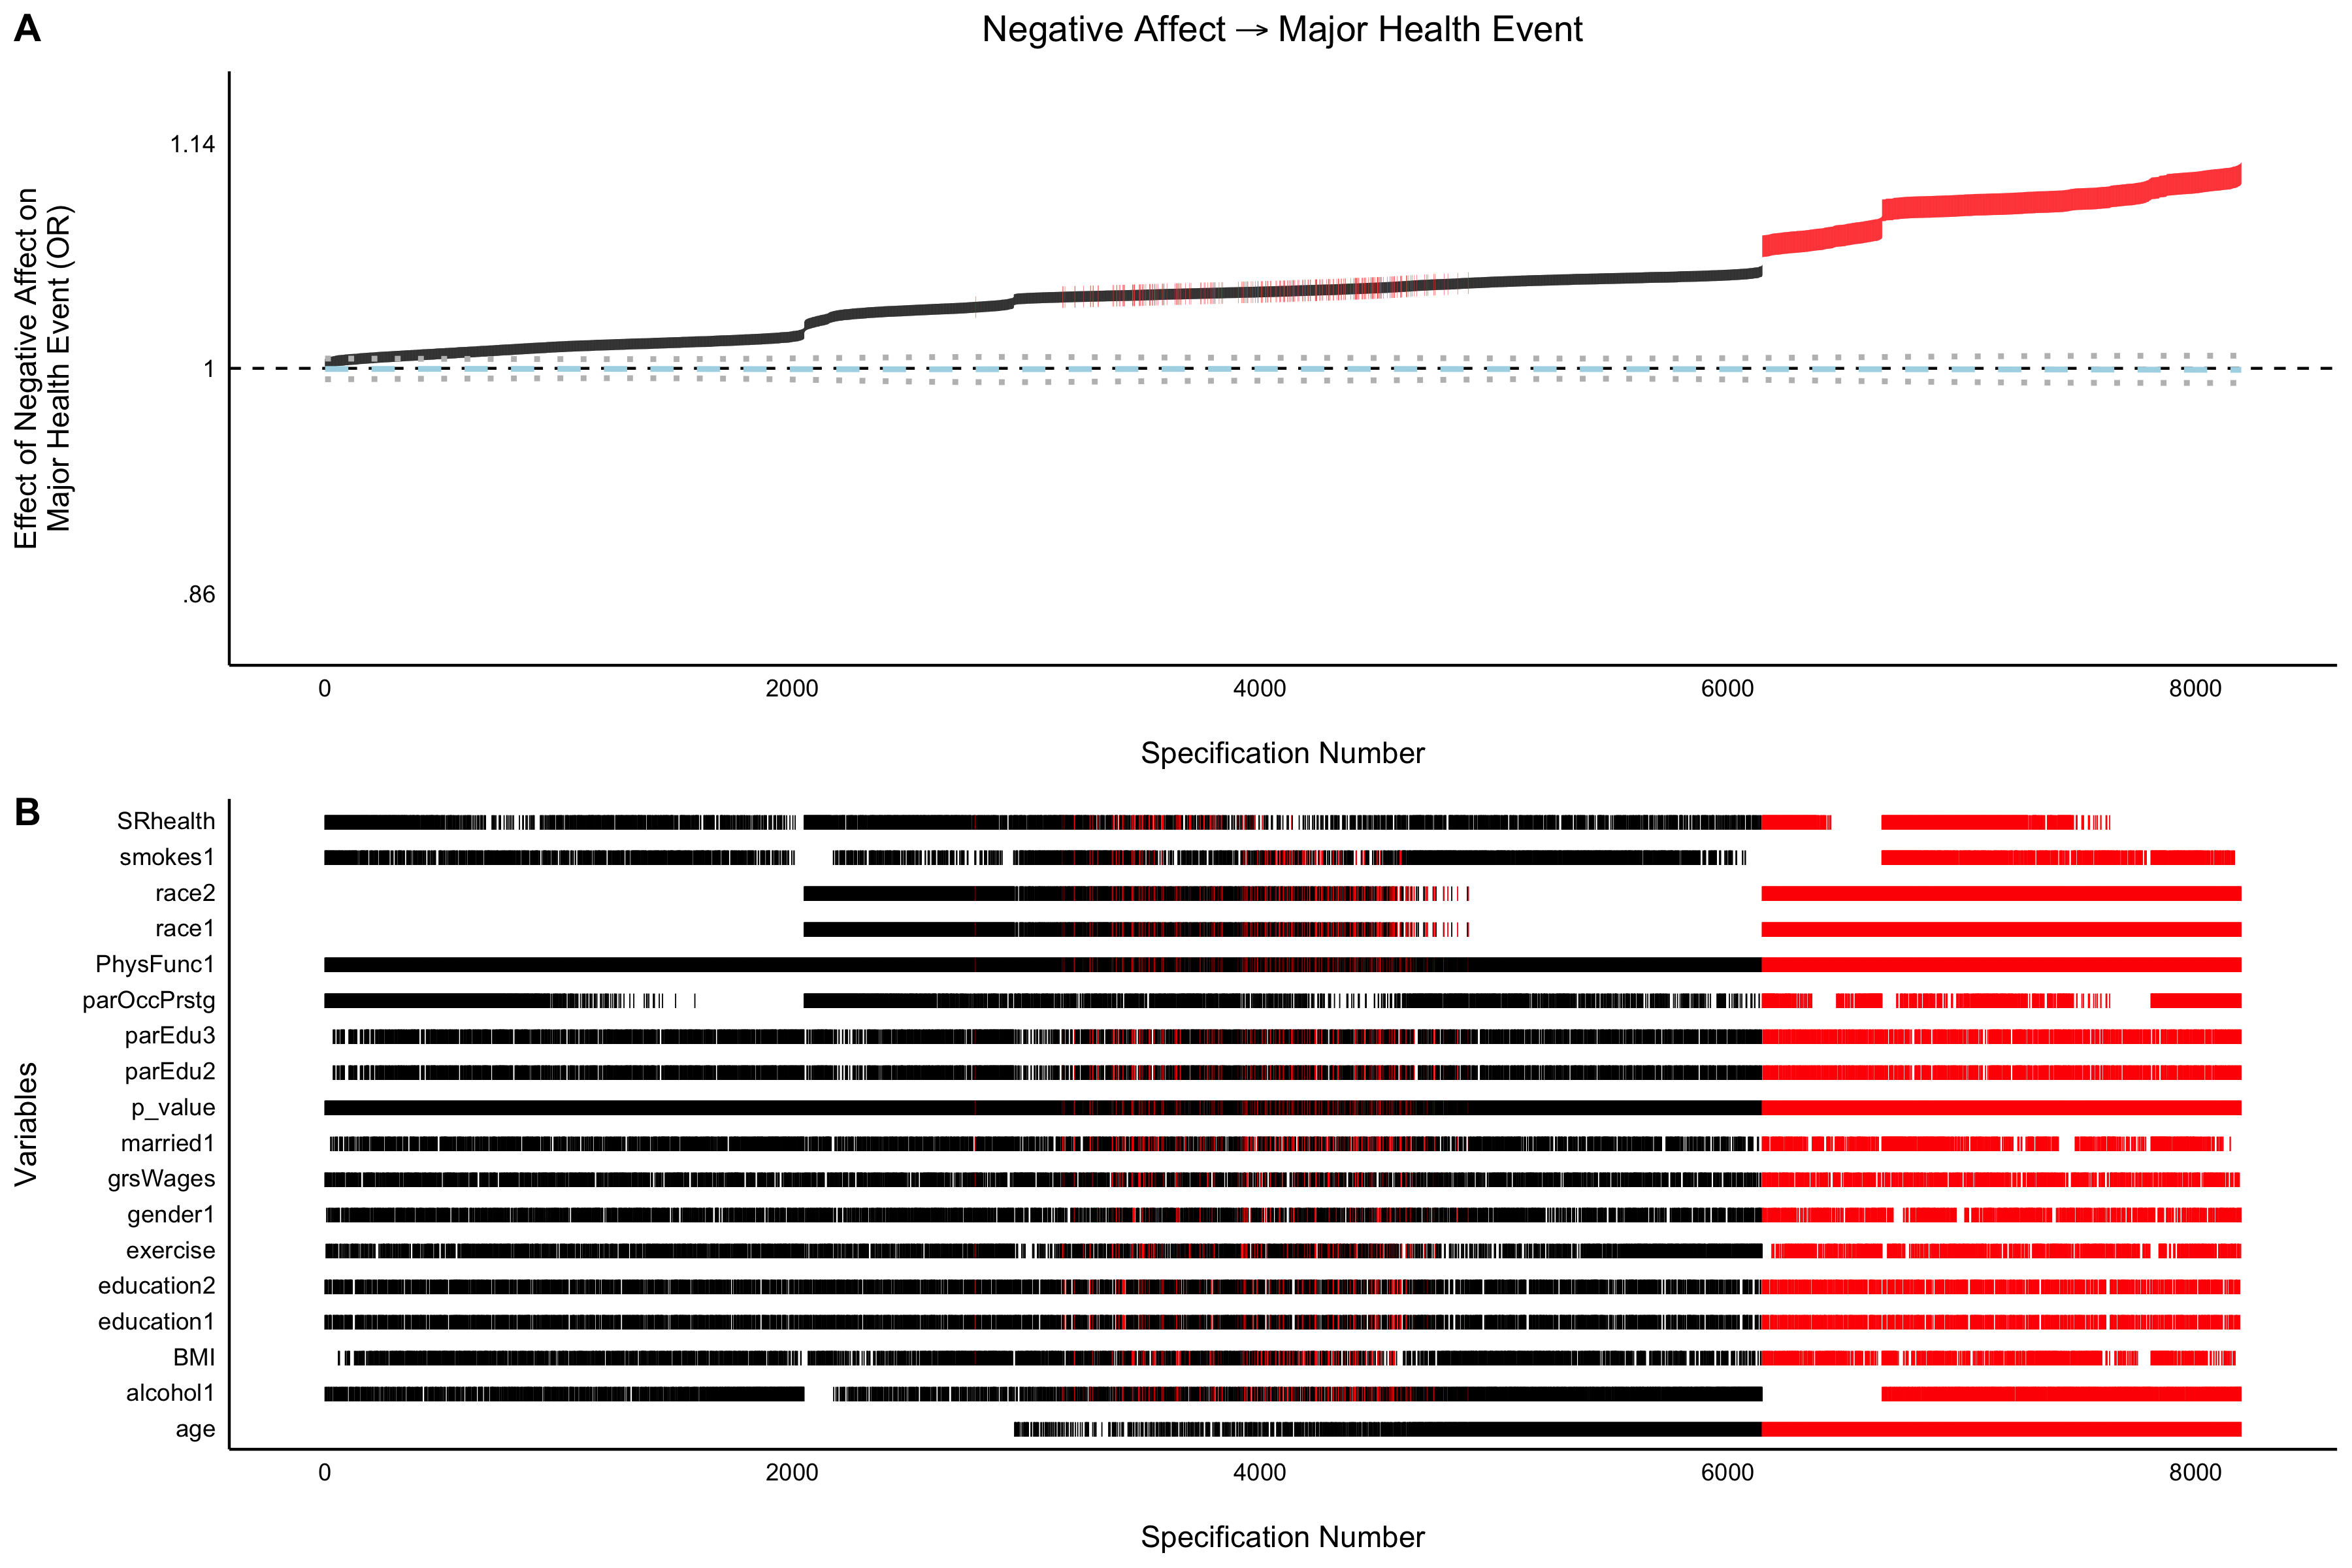 A
Negative Affect → Major Health Event
Effect of Negative Affect on
Major Health Event (OR)
1.14
1
.86
0 2000 4000 6000 8000
Specification Number
B
Variables
SRhealth
smokes1
race2
race1
PhysFunc1
parOccPrstg
parEdu3
parEdu2
p_value
married1
grsWages
gender1
exercise
education2
education1
BMI
alcohol1
age
0 2000 4000 6000 8000
Specification Number